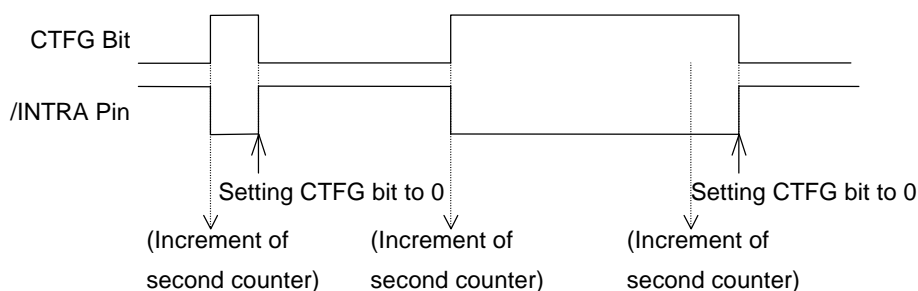 CTFG Bit
/INTRA Pin
Setting CTFG bit to 0
Setting CTFG bit to 0
(Increment of
second counter)
(Increment of
second counter)
(Increment of
second counter)